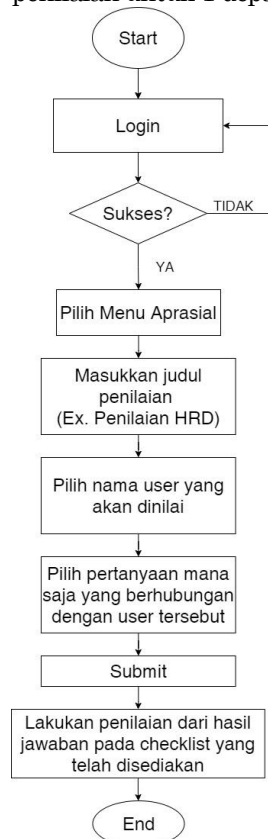 Start
Login
Sukses?
TIDAK
YA
Pilih Menu Aprasial
Masukkan judul
penilaian
(Ex. Penilaian HRD)
Pilih nama user yang
akan dinilai
Pilih pertanyaan mana
saja yang berhubungan
dengan user tersebut
Submit
Lakukan penilaian dari hasil
jawaban pada checklist yang
telah disediakan
End